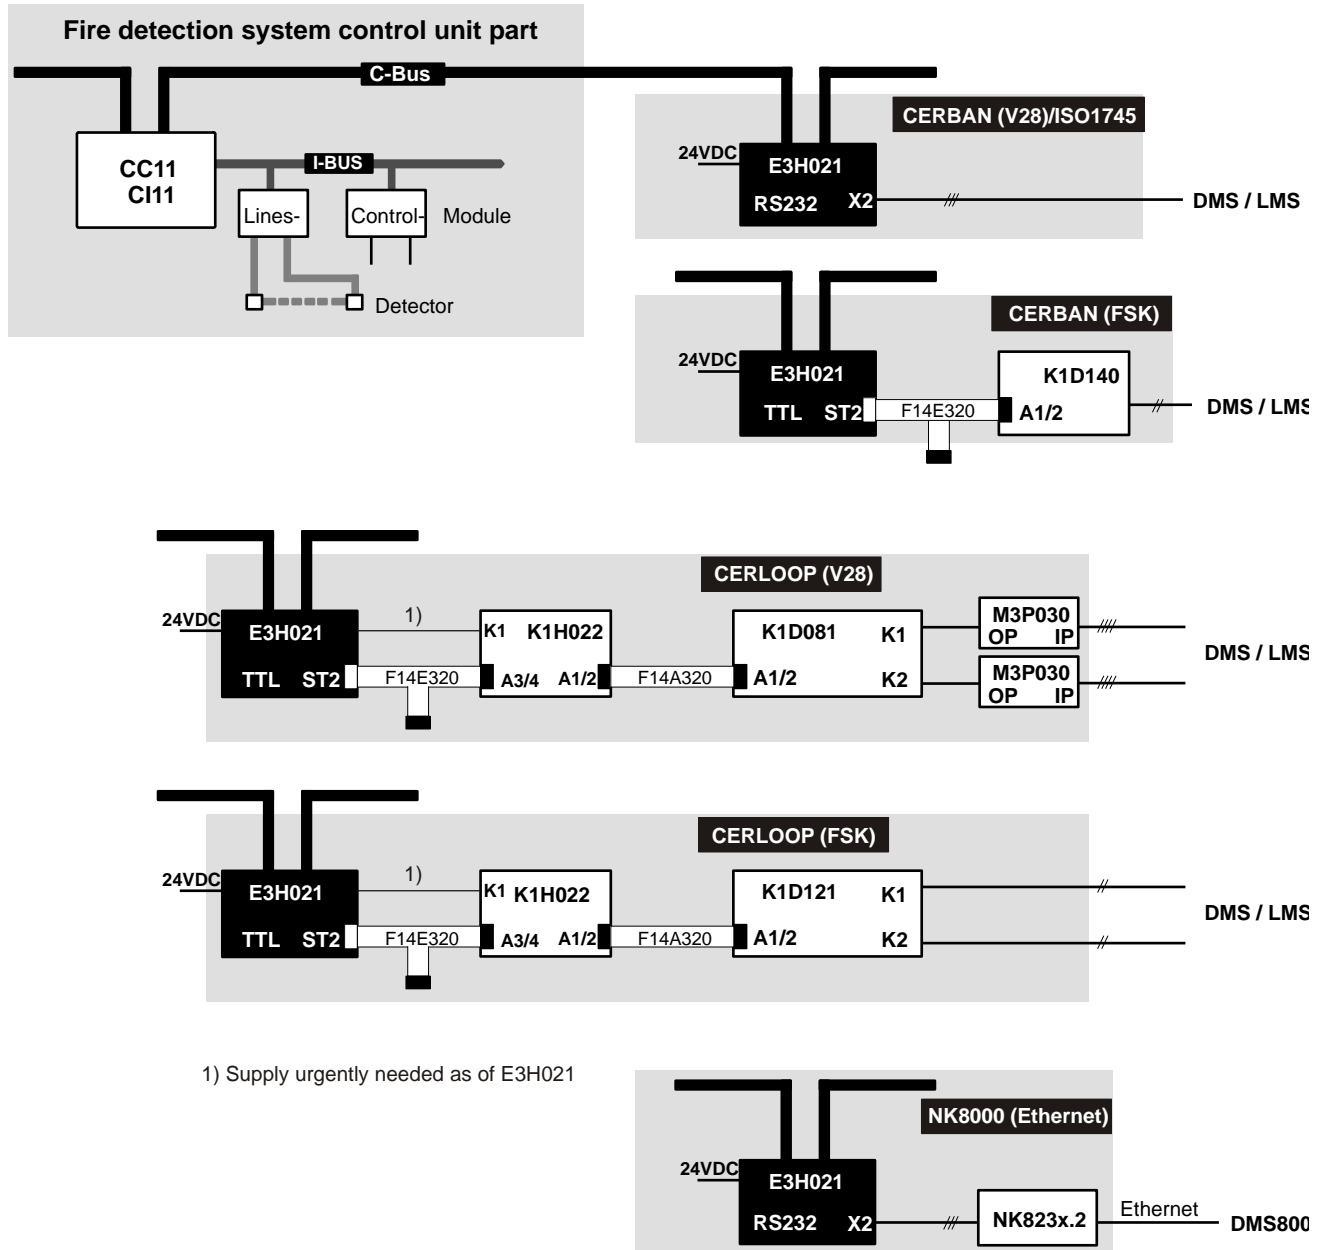 Fire detection system control unit part
C-Bus
CERBAN (V28)/ISO1745
24VDC
E3H021
RS232 X2
DMS / LMS
CC11
CI11
I-BUS
Lines-
Control-
Module
Detector
CERBAN (FSK)
24VDC
E3H021
TTL ST2
F14E320
K1D140
A1/2
DMS / LMS
CERLOOP (V28)
24VDC
E3H021
TTL ST2
1)
F14E320
K1 K1H022
A3/4 A1/2
F14A320
K1D081 K1
A1/2 K2
M3P030
OP IP
M3P030
OP IP
DMS / LMS
CERLOOP (FSK)
24VDC
E3H021
TTL ST2
1)
F14E320
K1 K1H022
A3/4 A1/2
F14A320
K1D121 K1
A1/2 K2
DMS / LMS
1) Supply urgently needed as of E3H021
NK8000 (Ethernet)
24VDC
E3H021
RS232 X2
NK823x.2
Ethernet
DMS800